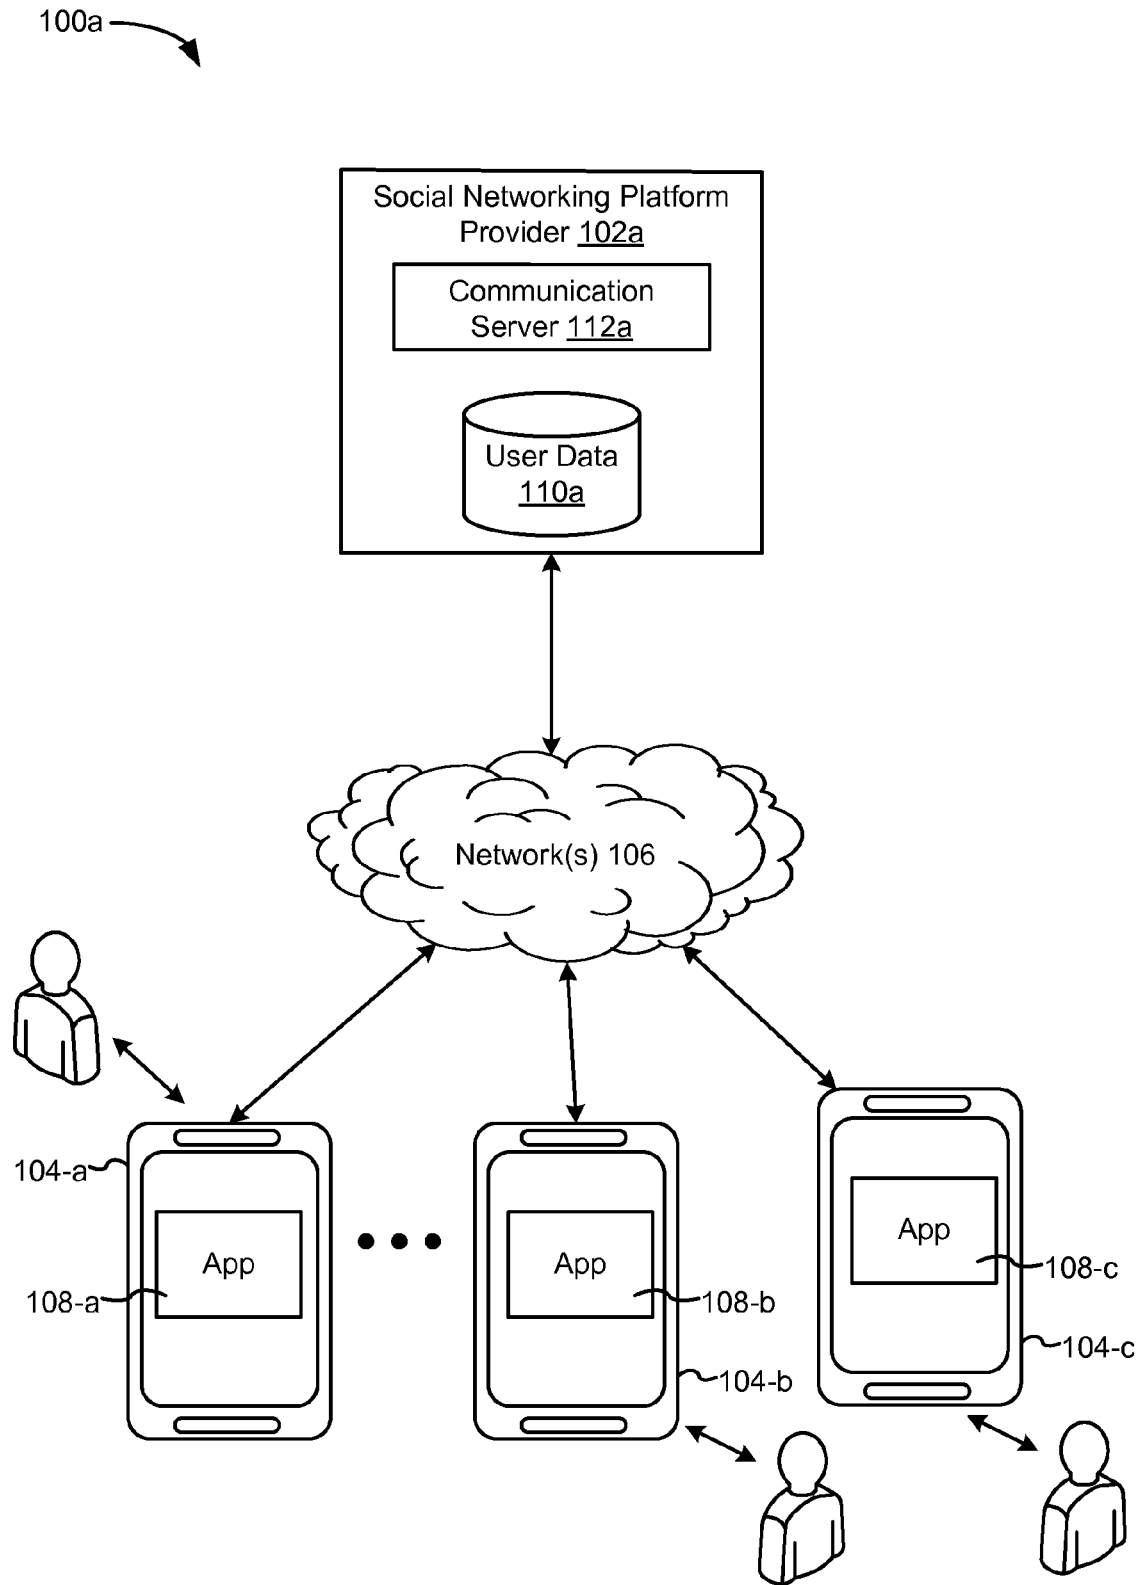 100a
Social Networking Platform
Provider 102a
Communication
Server 112a
User Data
110a
Network(s) 106
104-a
App
108-a
App
108-b
104-b
App
108-c
104-c